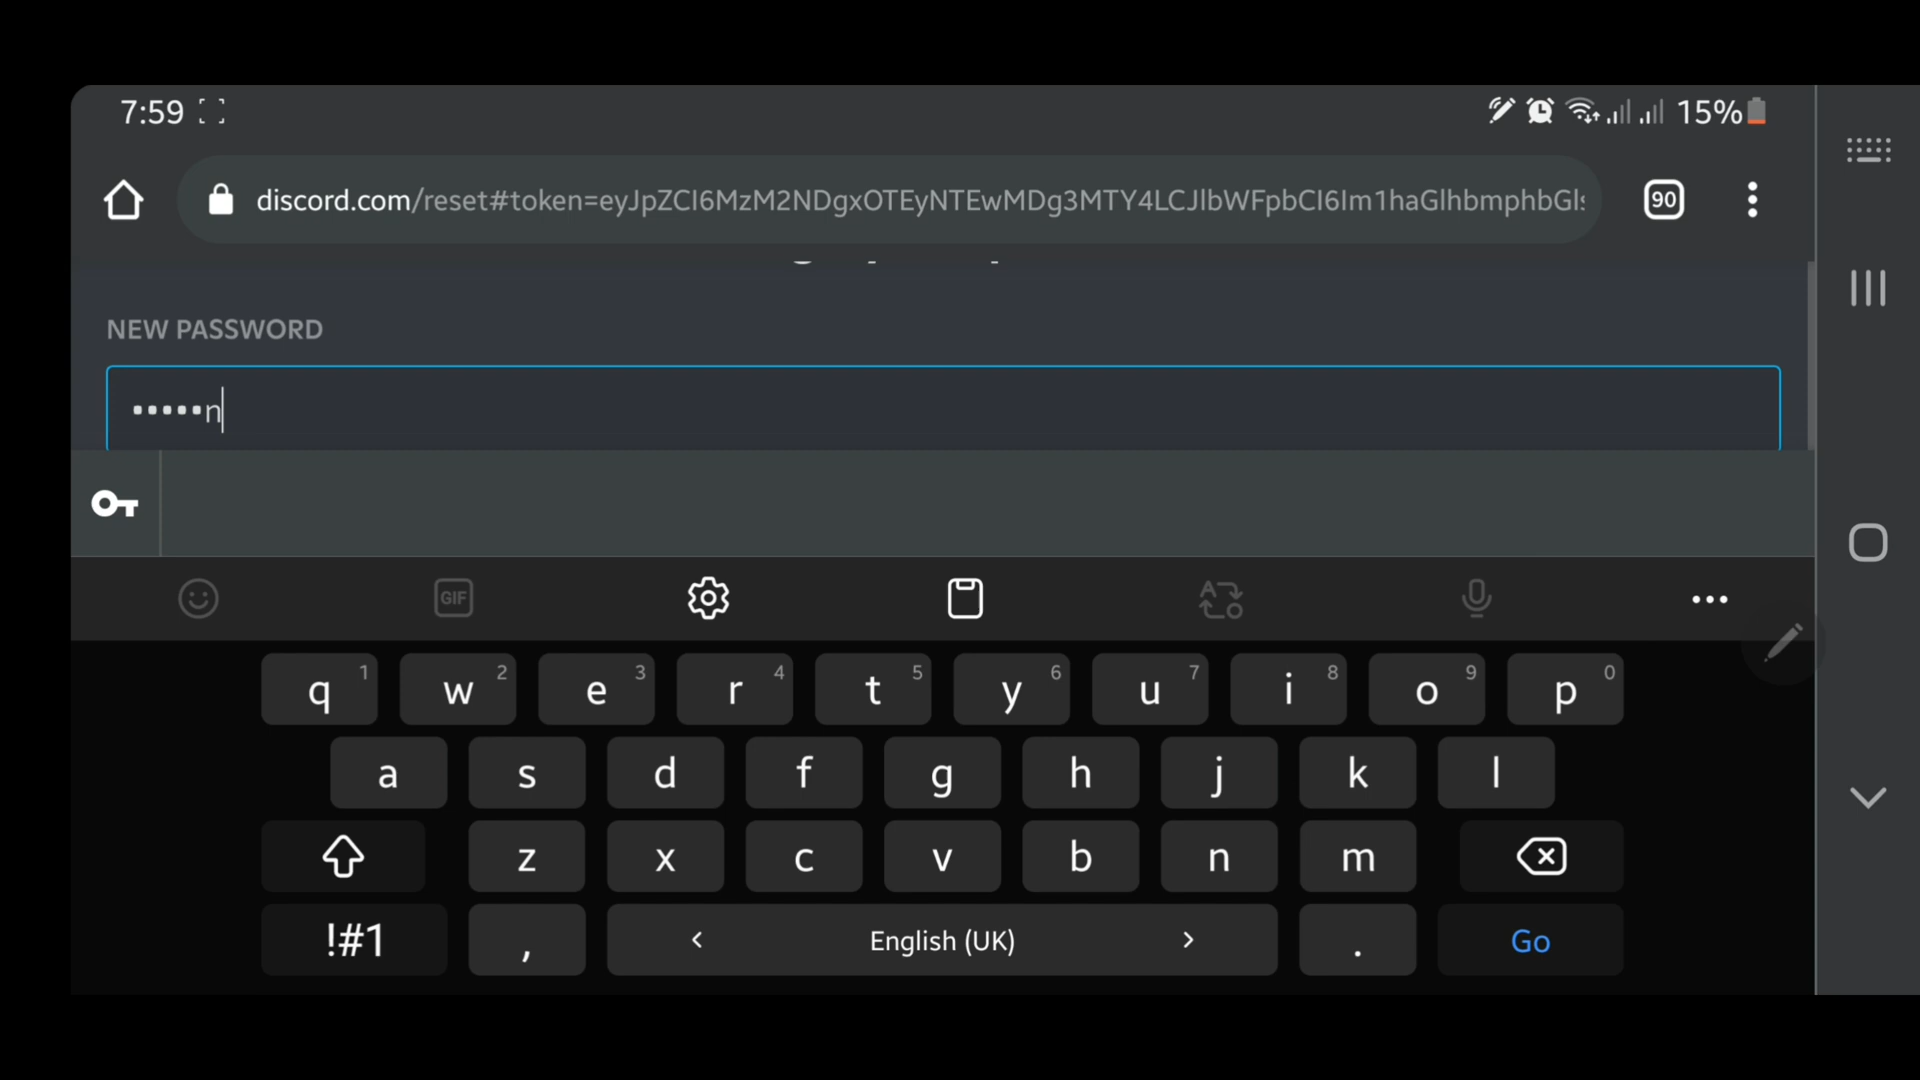 7:59 15%
discord.com/reset#token=eyJpZCI6MzM2NDgxOTEyNTEwMDg3MTY4LCJlbWFpbCI6Im1haGlhbmphbGls 90
NEW PASSWORD
•••••n
GIF A
q 1 w 2 e 3 r 4 t 5 y 6 u 7 i 8 o 9 p 0
a s d f g h j k l
z x c v b n m
!#1 , < English (UK) > . Go